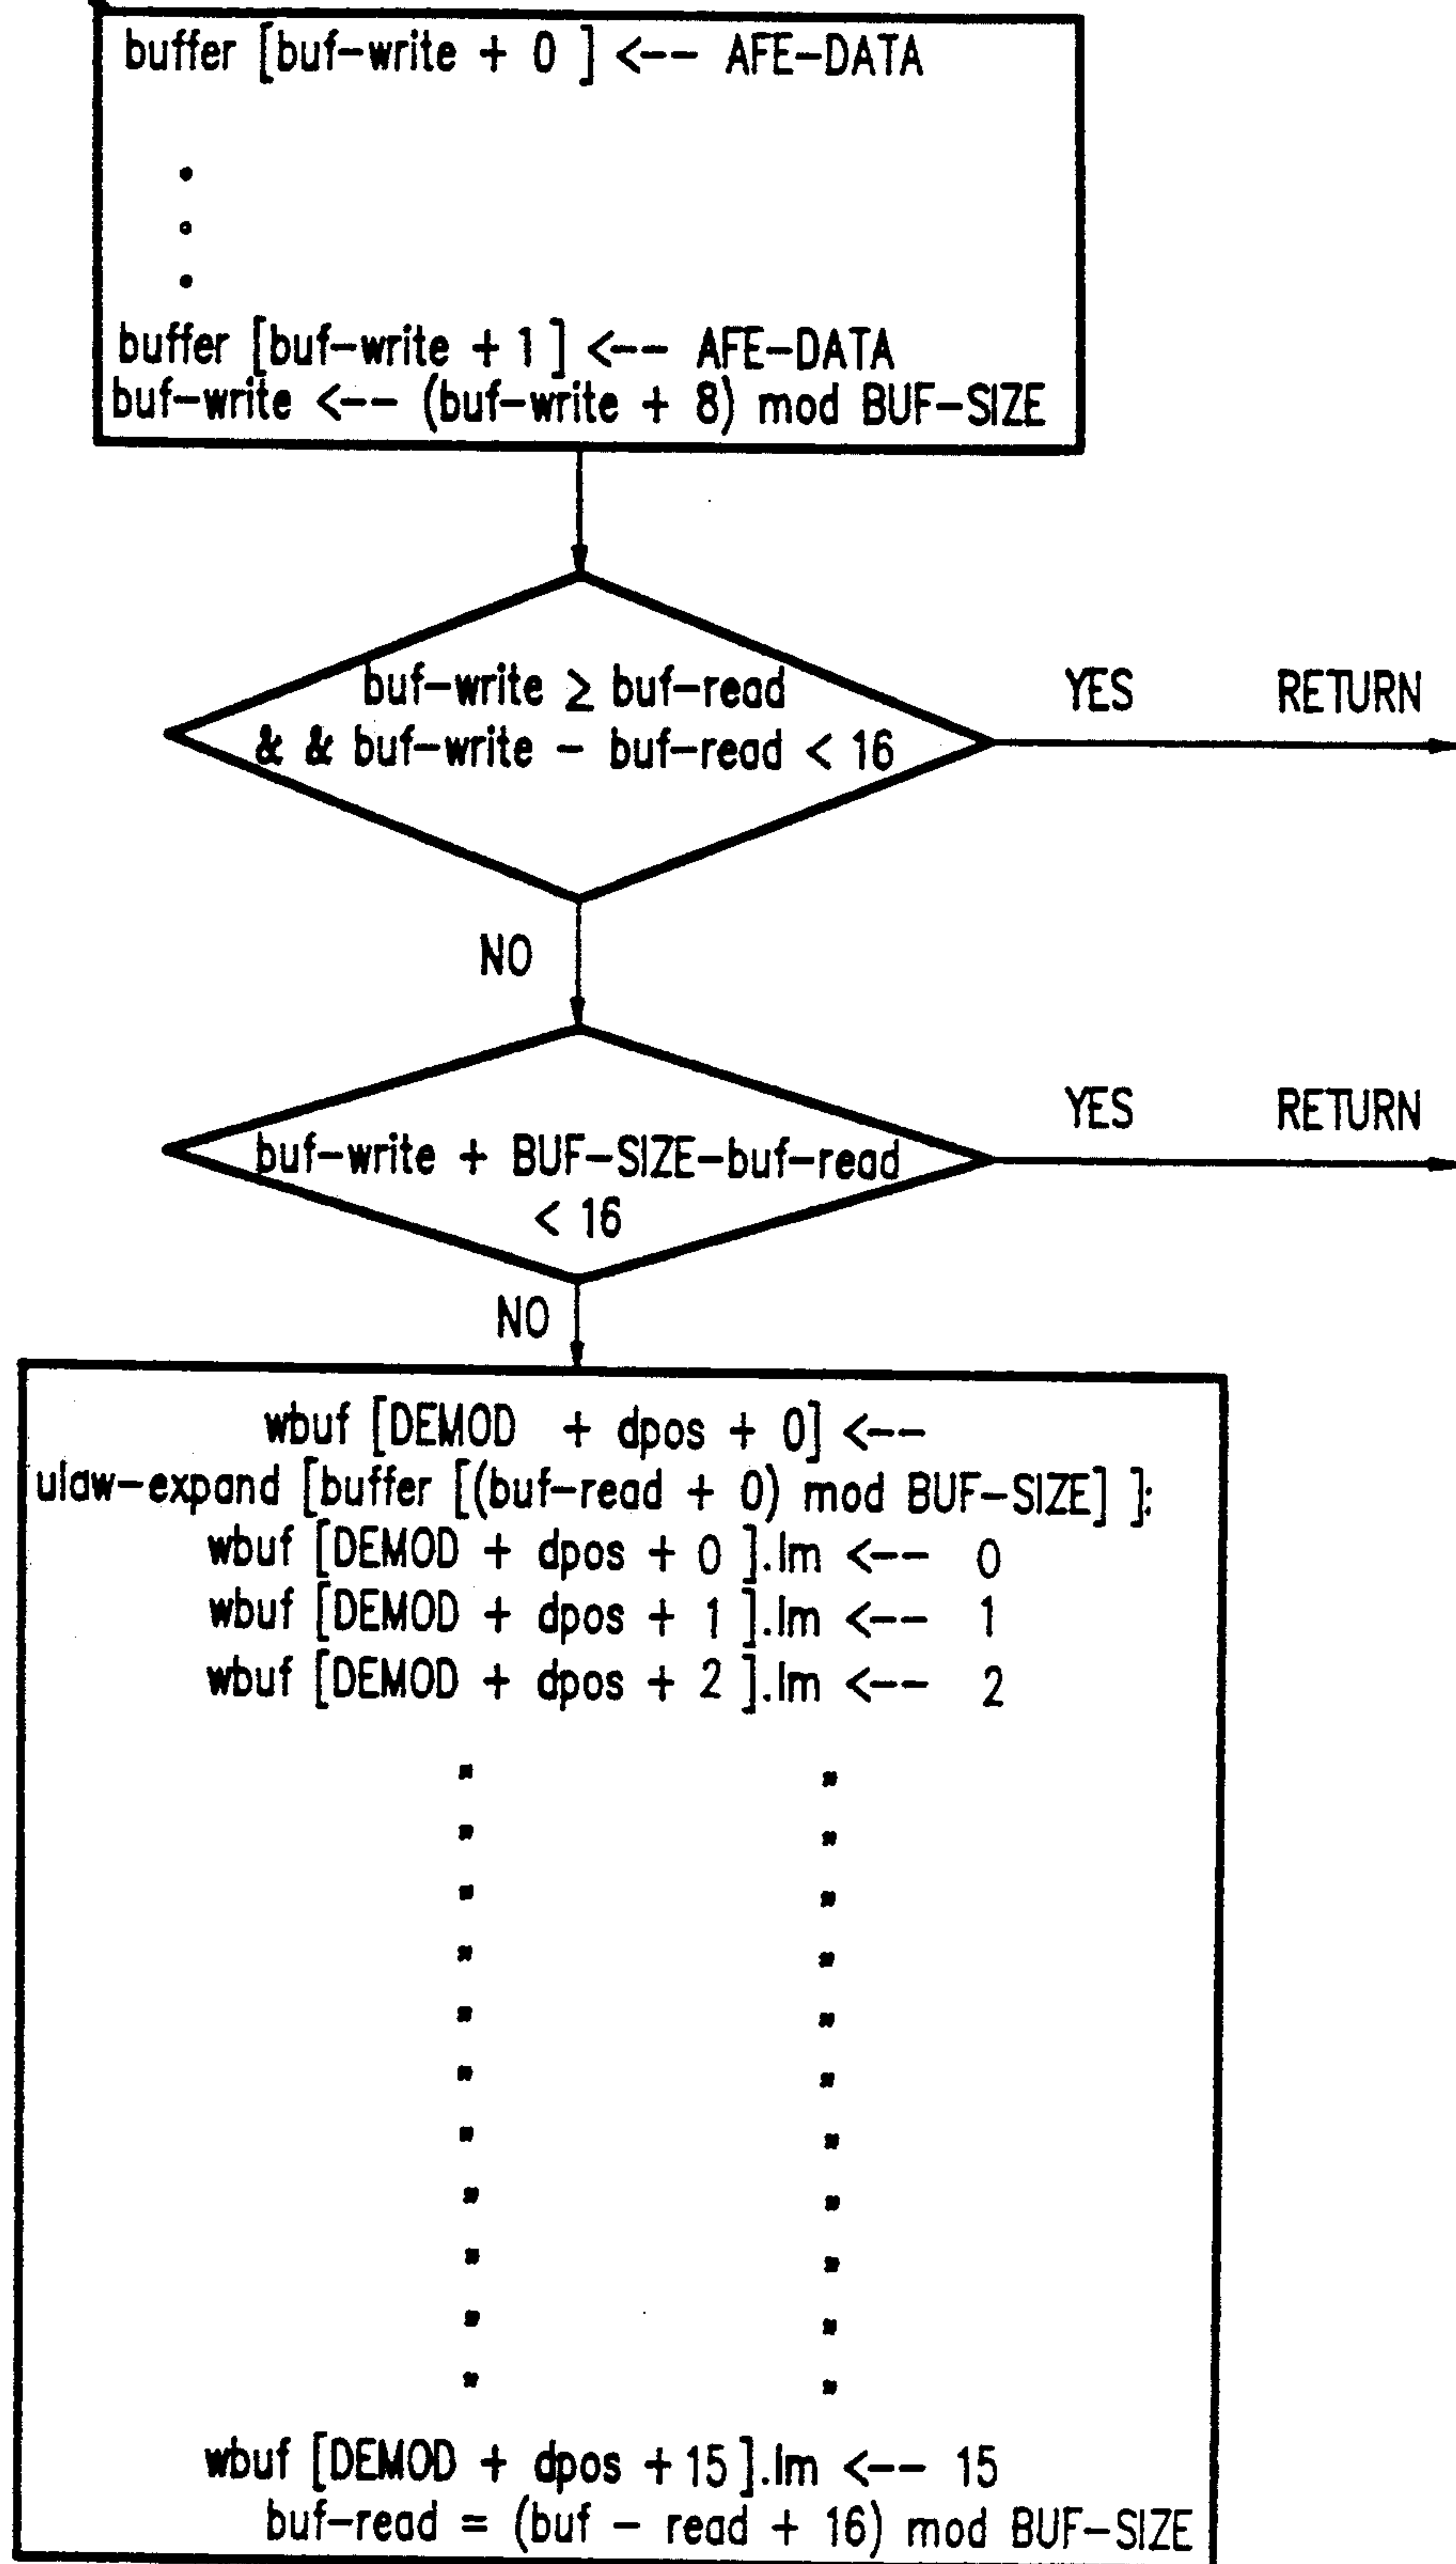 buffer [buf-write + 0 ] <-- AFE-DATA
buffer [buf-write + 1 ] <-- AFE-DATA
buf-write <-- (buf-write + 8) mod BUF-SIZE
buf-write ≥ buf-read
& & buf-write - buf-read < 16
YES RETURN
NO
buf-write + BUF-SIZE-buf-read
< 16
YES RETURN
NO
wbuf [DEMOD + dpos + 0] <--
ulaw-expand [buffer [(buf-read + 0) mod BUF-SIZE] ]:
wbuf [DEMOD + dpos + 0 ].Im <-- 0
wbuf [DEMOD + dpos + 1 ].Im <-- 1
wbuf [DEMOD + dpos + 2 ].Im <-- 2
" "
" "
" "
" "
" "
" "
" "
" "
" "
" "
" "
wbuf [DEMOD + dpos + 15 ].Im <-- 15
buf-read = (buf - read + 16) mod BUF-SIZE